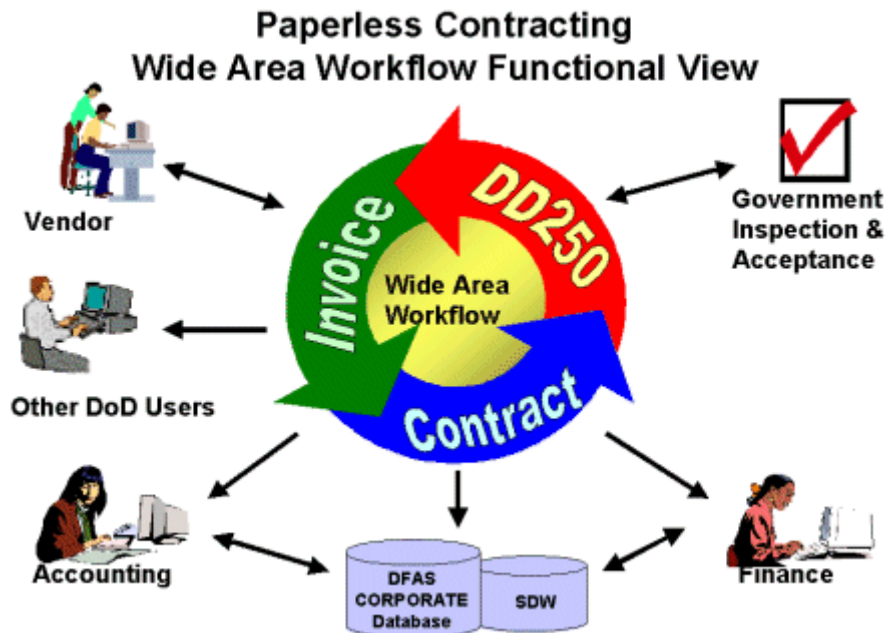 Paperless Contracting
Wide Area Workflow Functional View
Vendor
Invoice
DD250
Wide Area
Workflow
Contract
Government
Inspection &
Acceptance
Other DoD Users
Accounting
DFAS
CORPORATE
Database
SDW
Finance